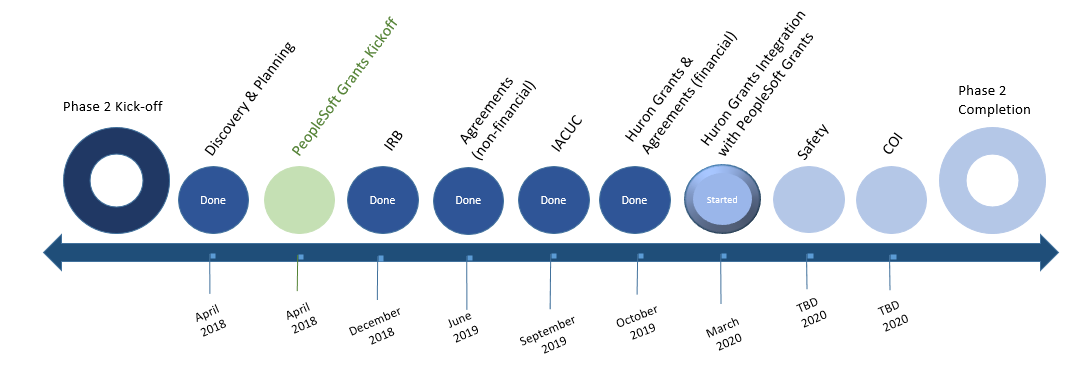 Phase 2 Kick-off
Discovery & Planning
PeopleSoft Grants Kickoff
IRB
Agreements
(non-financial)
IACUC
Huron Grants &
Agreements (financial)
Huron Grants Integration
with PeopleSoft Grants
Safety
COI
Phase 2
Completion
Done
Done
Done
Done
Done
Started
April
2018
April
2018
December
2018
June
2019
September
2019
October
2019
March
2020
TBD
2020
TBD
2020